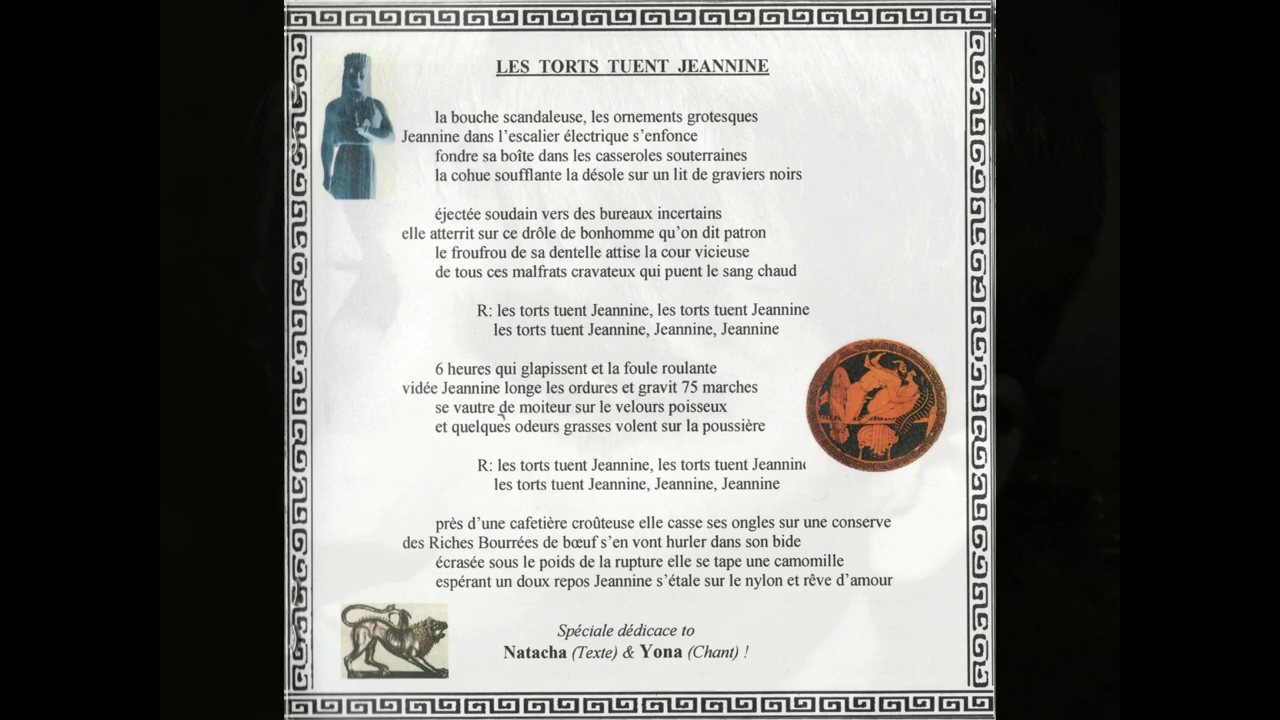 LES TORTS TUENT JEANNINE
la bouche scandaleuse, les ornements grotesques
Jeannine dans l'escalier électrique s'enfonce
fondre sa boîte dans les casseroles souterraines
la cohue soufflante la désole sur un lit de graviers noirs
éjectée soudain vers des bureaux incertains
elle atterrit sur ce drôle de bonhomme qu'on dit patron
le froufrou de sa dentelle attise la cour vicieuse
de tous ces malfrats cravateux qui puent le sang chaud
R: les torts tuent Jeannine, les torts tuent Jeannine
les torts tuent Jeannine, Jeannine, Jeannine
6 heures qui glapissent et la foule roulante
vidée Jeannine longe les ordures et gravit 75 marches
se vautre de moiteur sur le velours poisseux
et quelques odeurs grasses volent sur la poussière
R: les torts tuent Jeannine, les torts tuent Jeannine
les torts tuent Jeannine, Jeannine, Jeannine
près d'une cafetière croûteuse elle casse ses ongles sur une conserve
des Riches Bourrées de bœuf s'en vont hurler dans son bide
écrasée sous le poids de la rupture elle se tape une camomille
espérant un doux repos Jeannine s'étale sur le nylon et rêve d'amour
Spéciale dédicace to
Natacha (Texte) & Yona (Chant) !